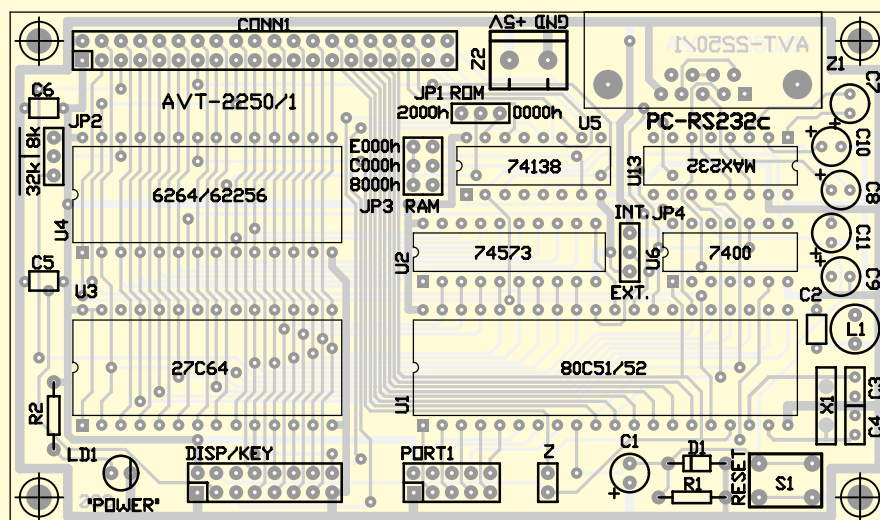 CONN1
GND +5V
Z2
AVT-2250/1
Z1
C6
C7
AVT-2250/1
JP1 ROM
2000h
0000h
U5
PC-RS232c
JP2
8k
32k
C10
E000h
C000h
8000h
JP3 RAM
74138
U13
MAX232
6264/62256
C8
U4
INT.
JP4
C11
U2
74573
U6
7400
C5
EXT.
C9
U3
C2
L1
27C64
80C51/52
C3
X1
R2
U1
C4
LD1
DISP/KEY
PORT1
Z
C1
D1
RESET
R1
S1
"POWER"